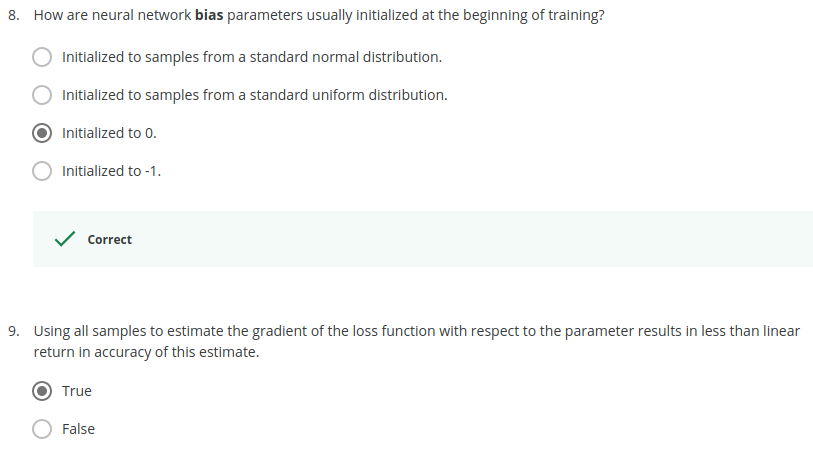 8. How are neural network bias parameters usually initialized at the beginning of training?
Initialized to samples from a standard normal distribution.
Initialized to samples from a standard uniform distribution.
Initialized to 0.
Initialized to -1.
Correct
9. Using all samples to estimate the gradient of the loss function with respect to the parameter results in less than linear
return in accuracy of this estimate.
True
False